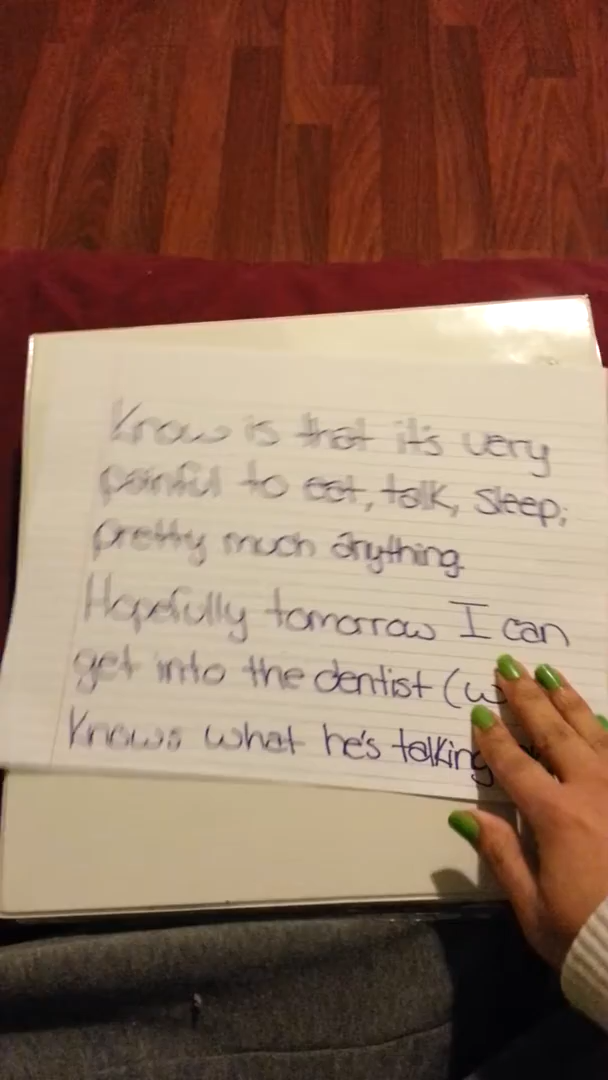 Know is that it's very
painful to eat, talk, sleep,
pretty much anything.
Hopefully tomorrow I can
get into the dentist (w
knows what he's talking